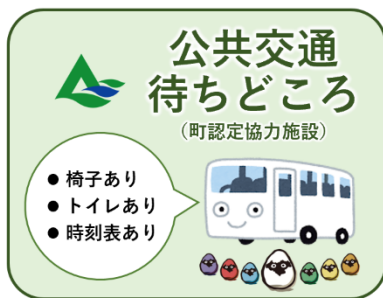 公共交通
待ちどころ
（町認定協力施設）
● 椅子あり
● トイレあり
● 時刻表あり